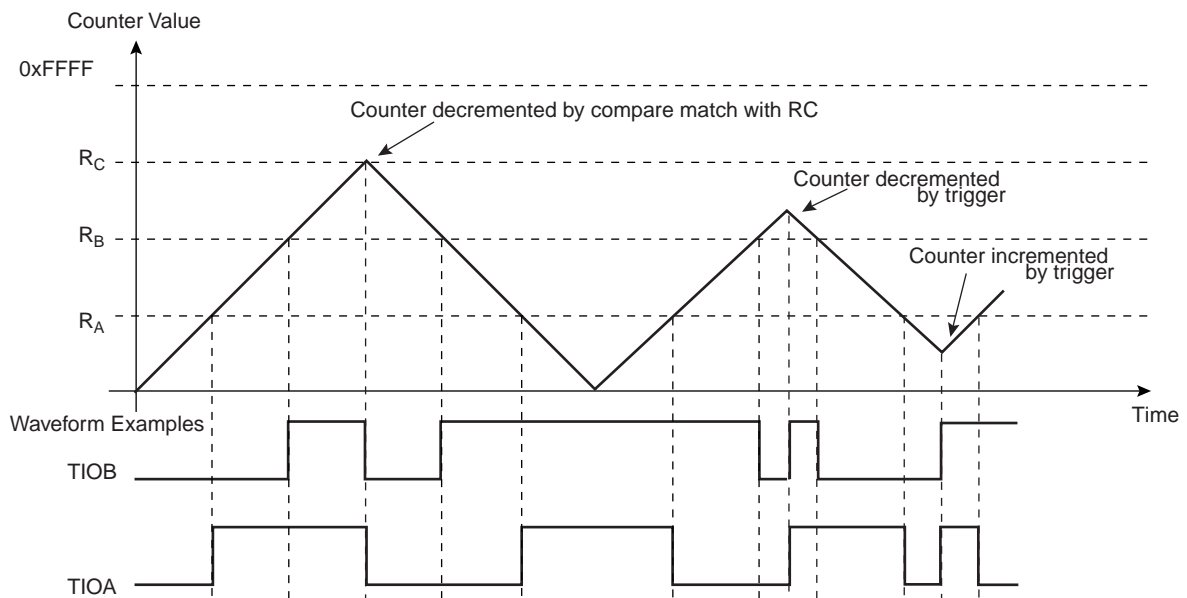 Counter Value
0xFFFF
Counter decremented by compare match with RC
RC
Counter decremented
by trigger
RB
Counter incremented
by trigger
RA
Time
Waveform Examples
TIOB
TIOA